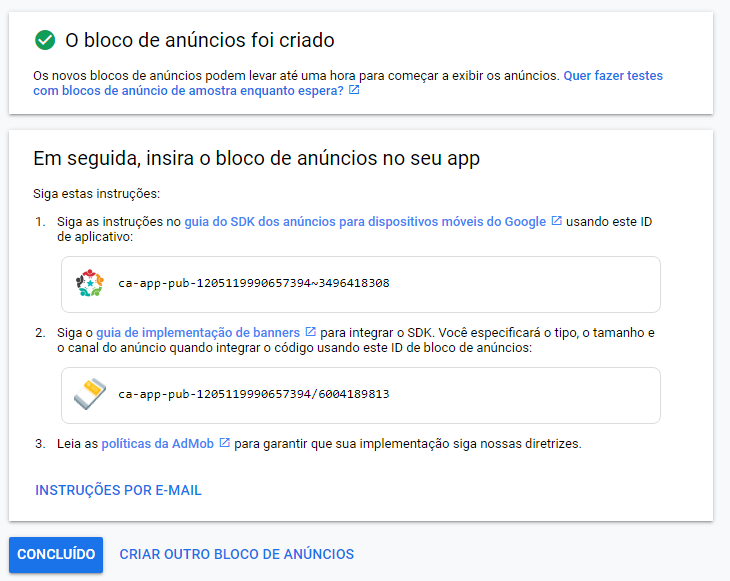 O bloco de anúncios foi criado
Os novos blocos de anúncios podem levar até uma hora para começar a exibir os anúncios. Quer fazer testes
com blocos de anúncio de amostra enquanto espera?
Em seguida, insira o bloco de anúncios no seu app
Siga estas instruções:
1. Siga as instruções no guia do SDK dos anúncios para dispositivos móveis do Google usando este ID
de aplicativo:
ca-app-pub-1205119990657394~3496418308
2. Siga o guia de implementação de banners para integrar o SDK. Você especificará o tipo, o tamanho e
o canal do anúncio quando integrar o código usando este ID de bloco de anúncios:
ca-app-pub-1205119990657394/6004189813
3. Leia as políticas da AdMob para garantir que sua implementação siga nossas diretrizes.
INSTRUÇÕES POR E-MAIL
CONCLUÍDO CRIAR OUTRO BLOCO DE ANÚNCIOS